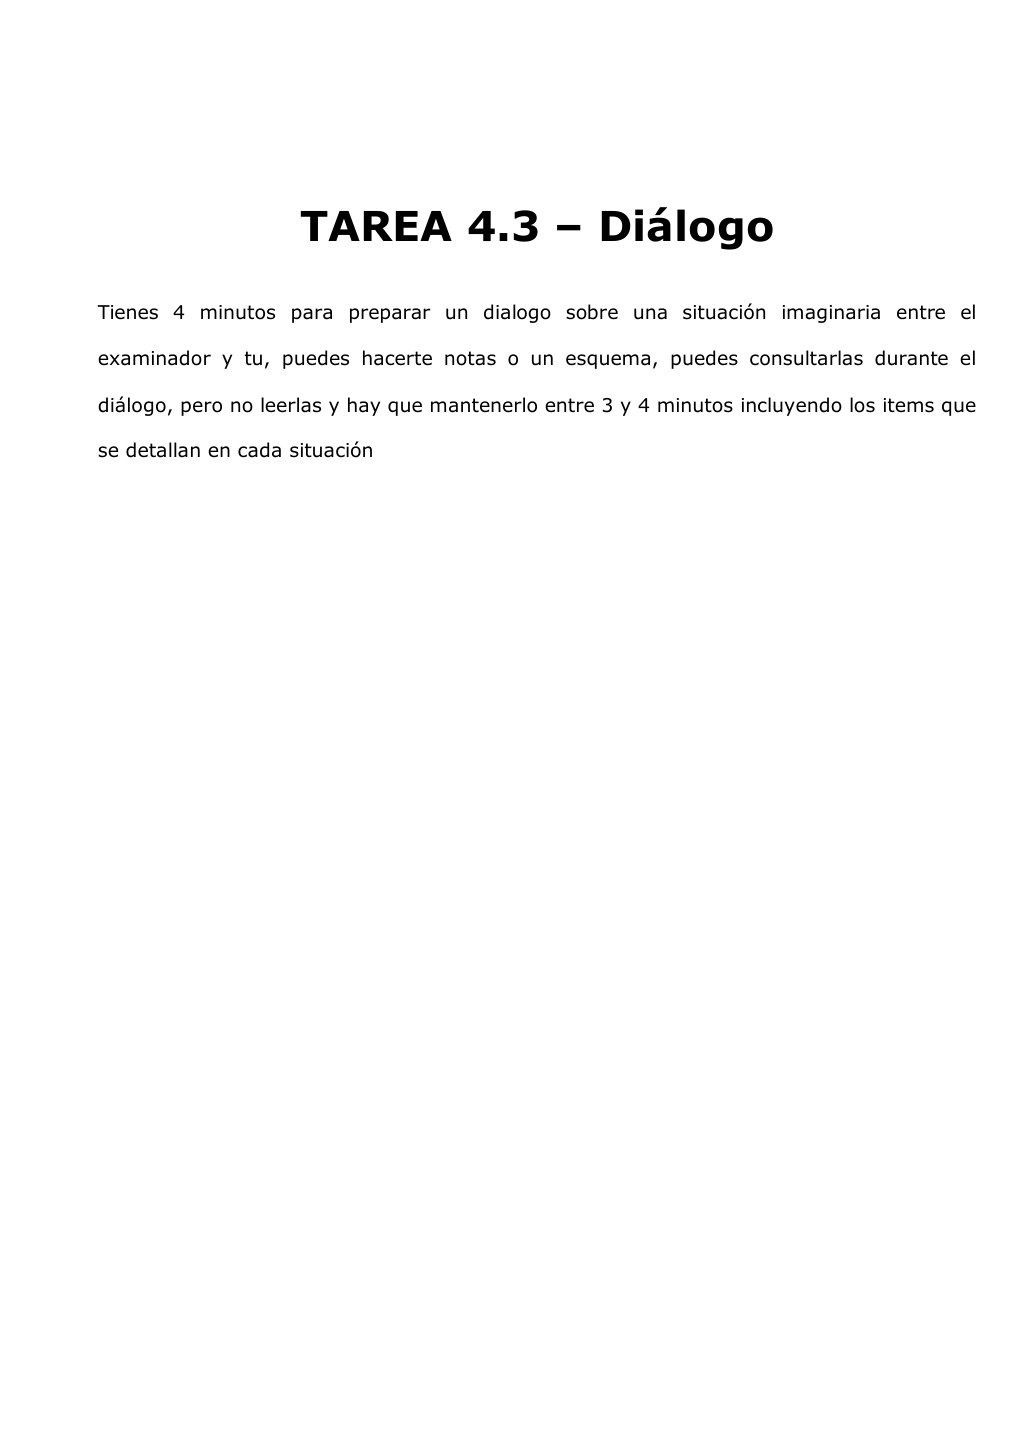 TAREA 4.3 – Diálogo
Tienes 4 minutos para preparar un dialogo sobre una situación imaginaria entre el
examinador y tu, puedes hacerte notas o un esquema, puedes consultarlas durante el
diálogo, pero no leerlas y hay que mantenerlo entre 3 y 4 minutos incluyendo los items que
se detallan en cada situación